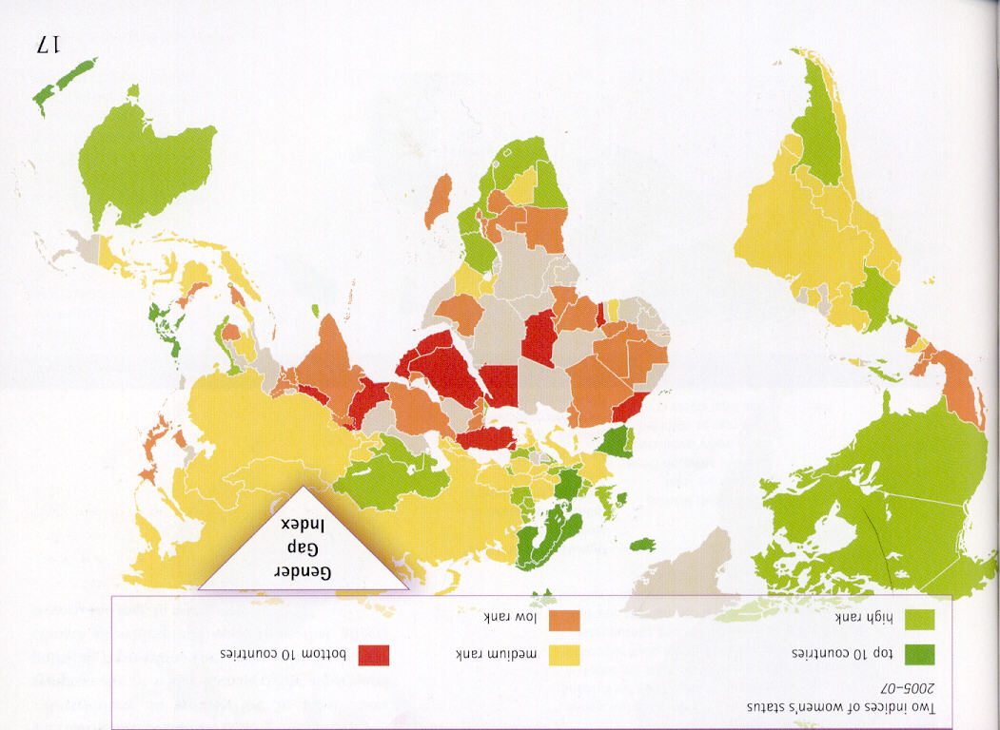 Two indices of women's status
2005–07
top 10 countries
high rank
medium rank
low rank
bottom 10 countries
Gender
Gap
Index
17